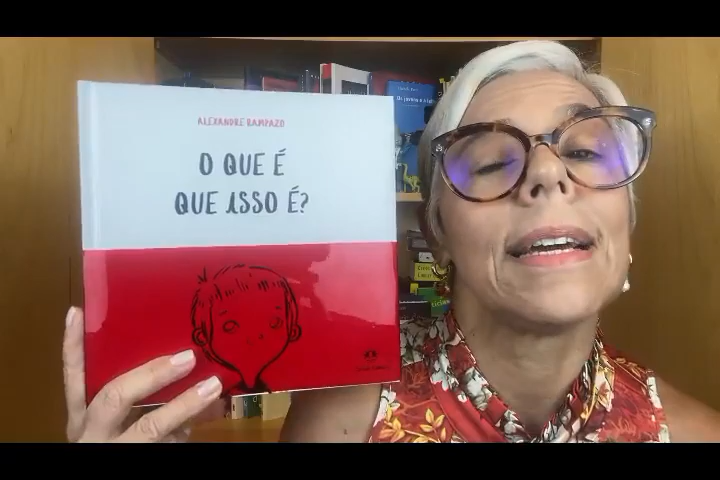 ALEXANDRE RAMPAZO
O QUE É
QUE ISSO É?